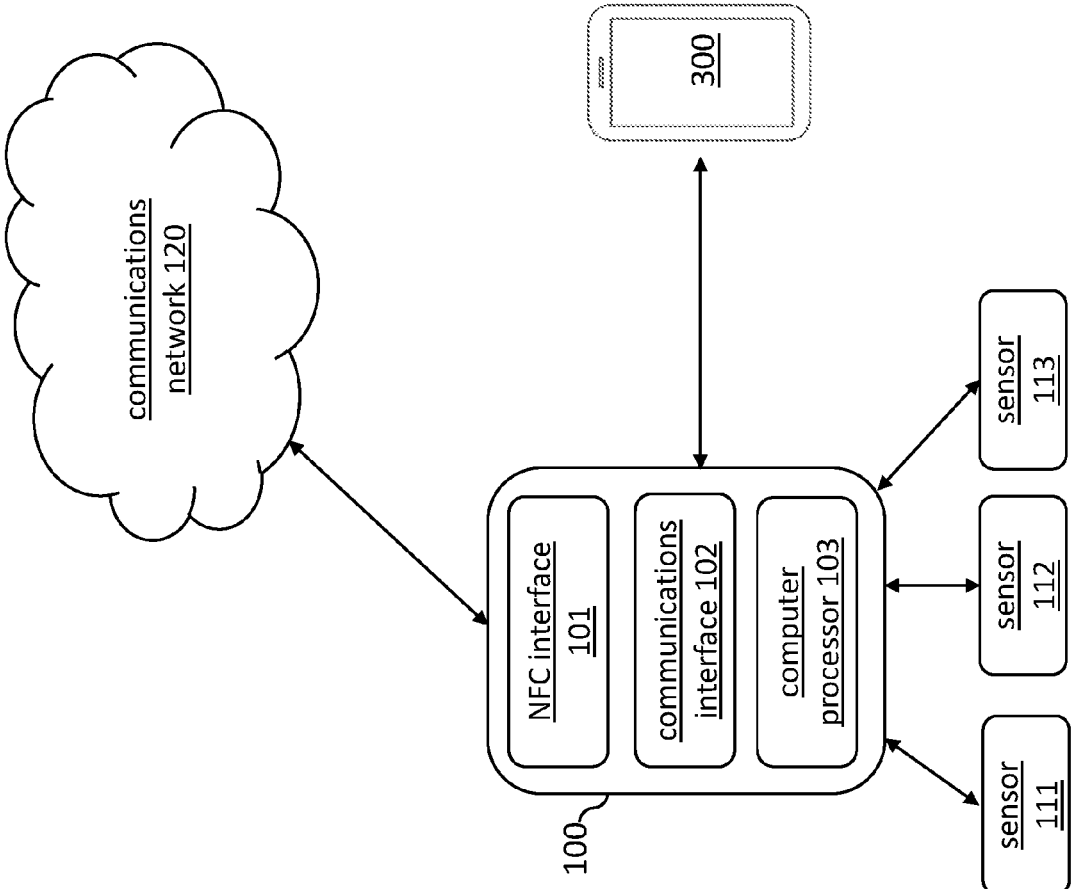 communications
network 120
300
100
NFC interface
101
communications
interface 102
computer
processor 103
sensor
111
sensor
112
sensor
113